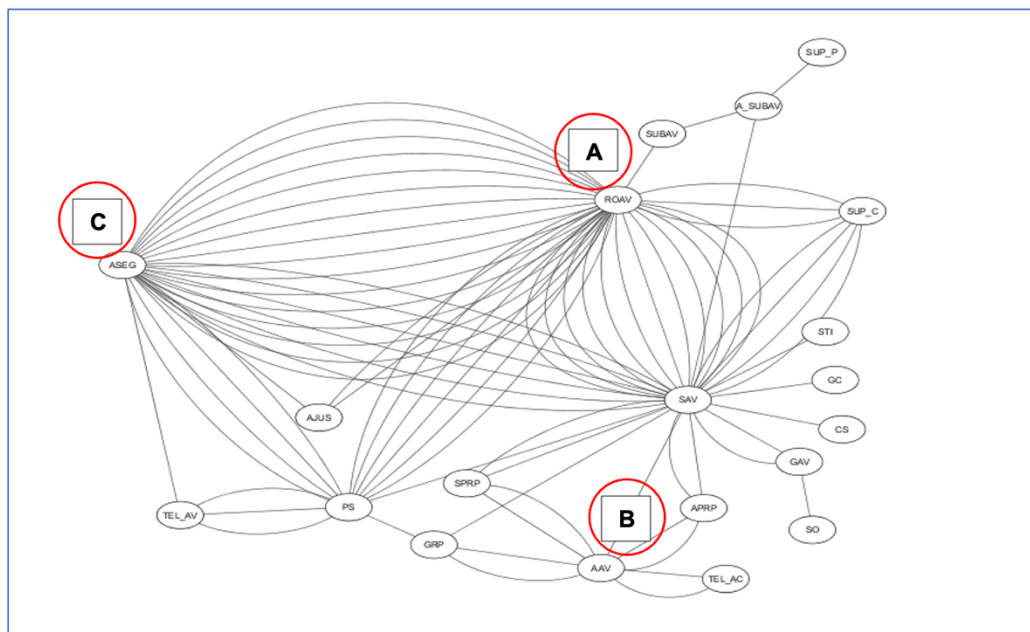 SUP_P
A_SUBAV
SUBAV
A
ROAV
SUP_C
C
ASEG
STI
GC
SAV
AJUS
CS
GAV
SPRP
PS
APRP
B
TEL_AV
SO
GRP
AAV
TEL_AC